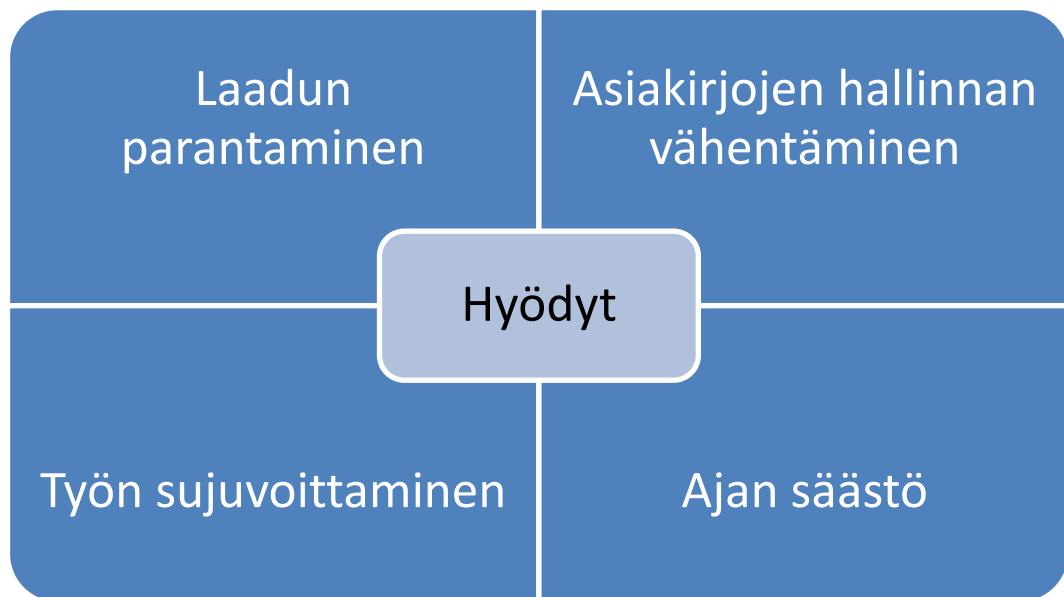 Laadun
parantaminen
Asiakirjojen hallinnan
vähentäminen
Hyödyt
Työn sujuvoittaminen
Ajan säästö